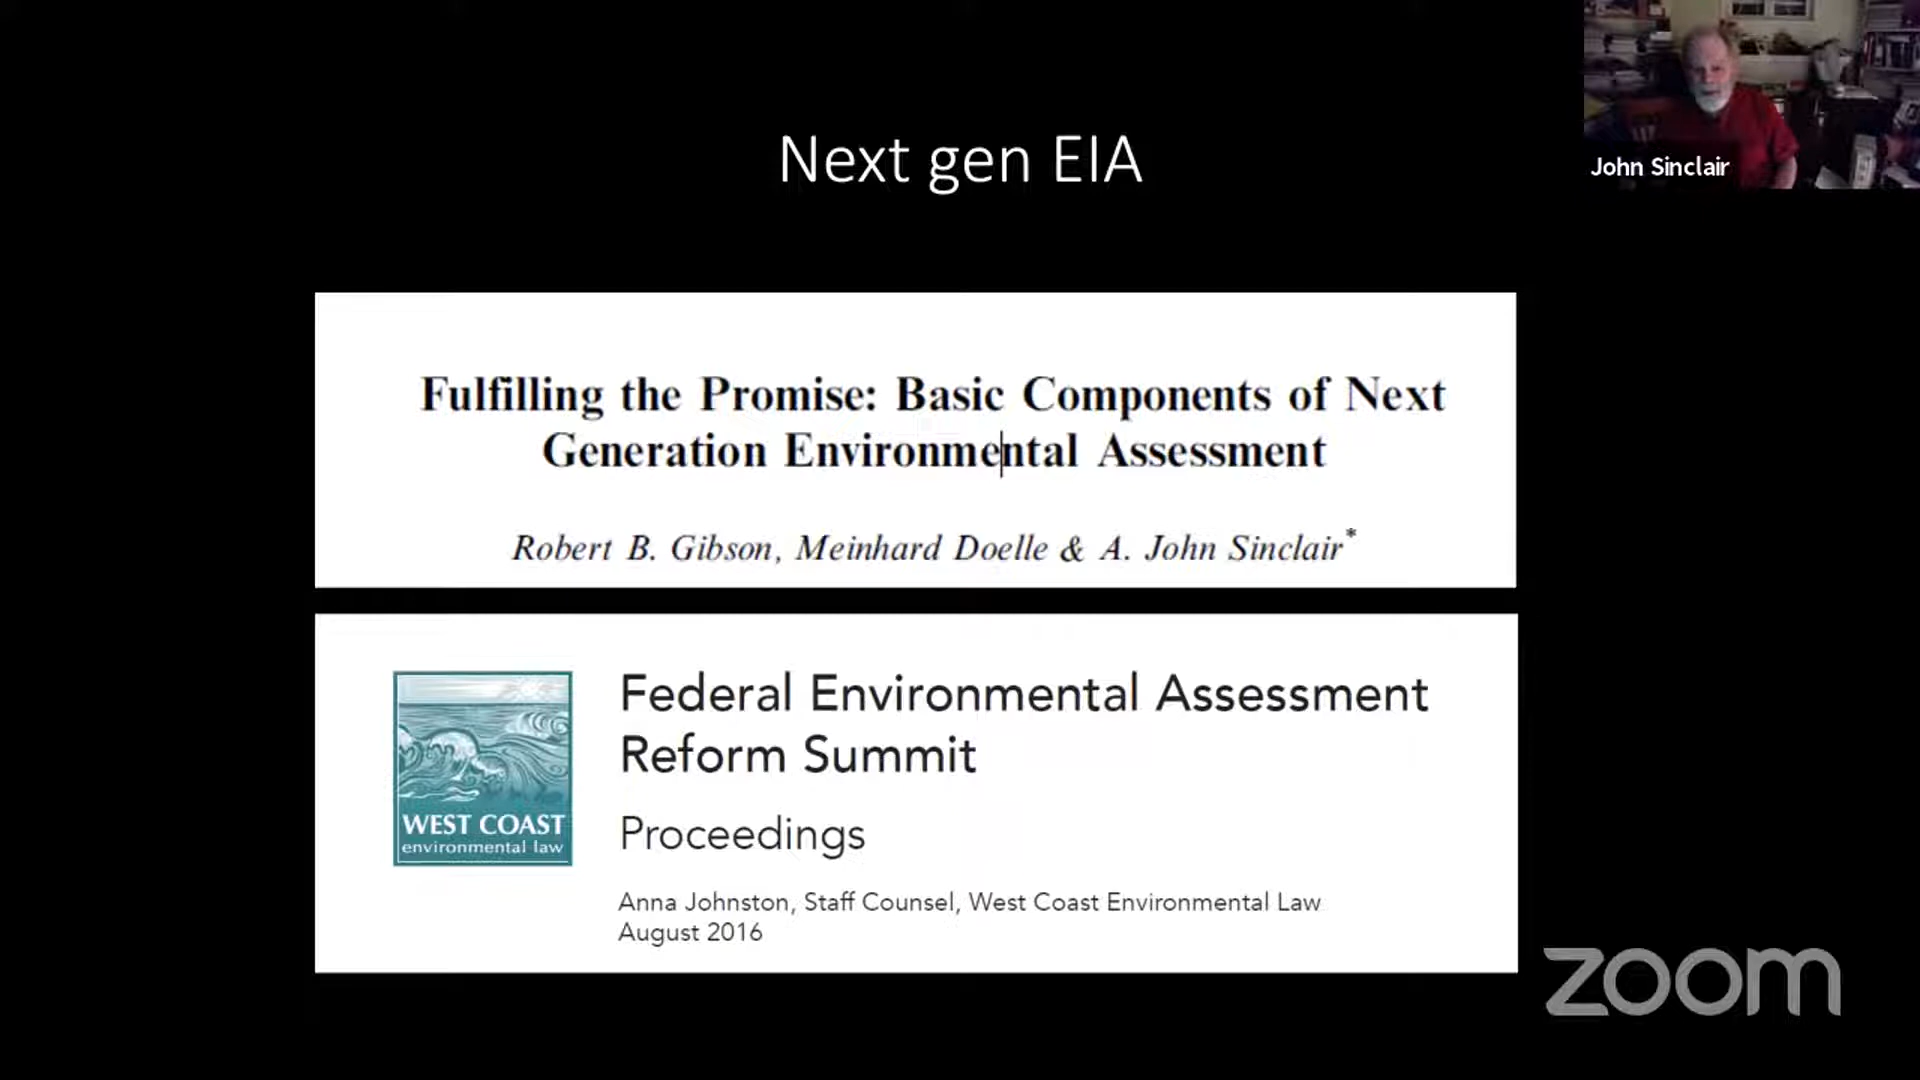 Next gen EIA
John Sinclair
Fulfilling the Promise: Basic Components of Next
Generation Environmental Assessment
Robert B. Gibson, Meinhard Doelle & A. John Sinclair*
WEST COAST
environmental law
Federal Environmental Assessment
Reform Summit
Proceedings
Anna Johnston, Staff Counsel, West Coast Environmental Law
August 2016
zoom